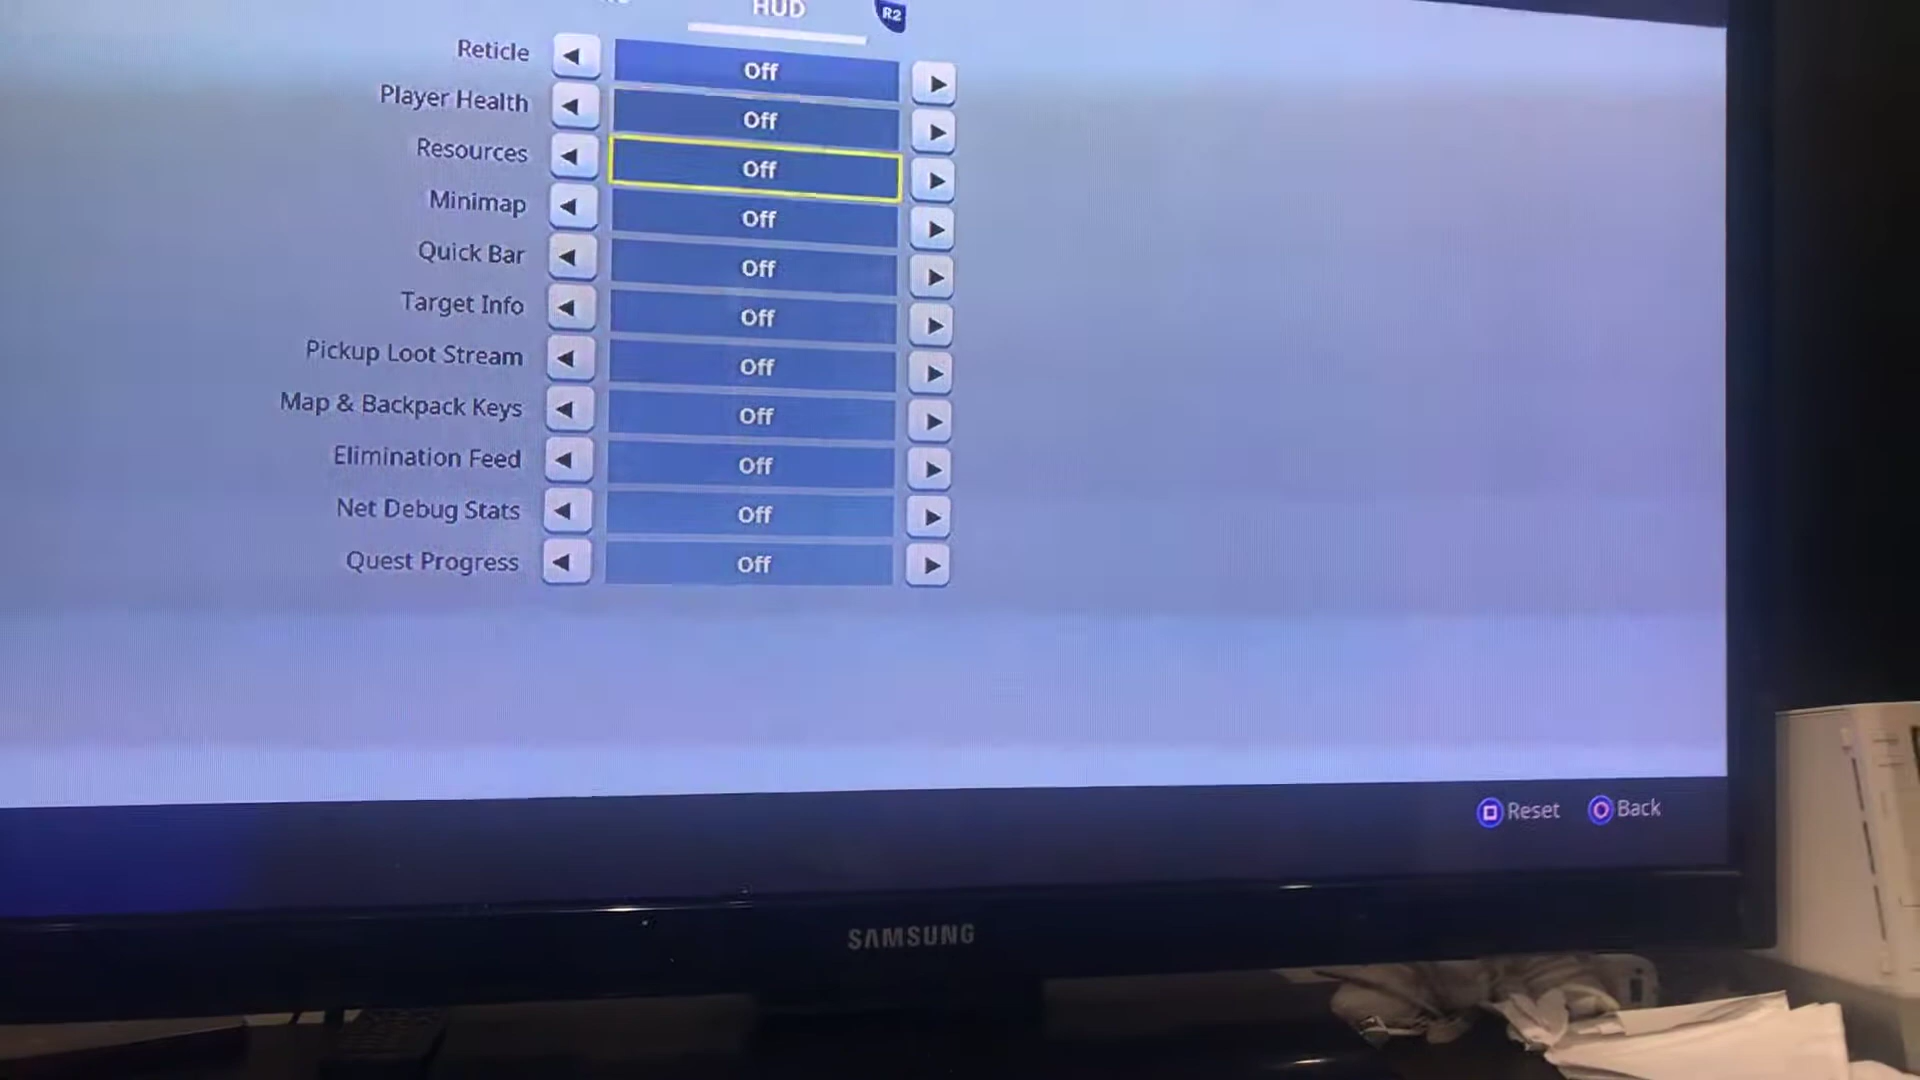 HUD
R2
Reticle Off
Player Health Off
Resources Off
Minimap Off
Quick Bar Off
Target Info Off
Pickup Loot Stream Off
Map & Backpack Keys Off
Elimination Feed Off
Net Debug Stats Off
Quest Progress Off
Reset Back
SAMSUNG